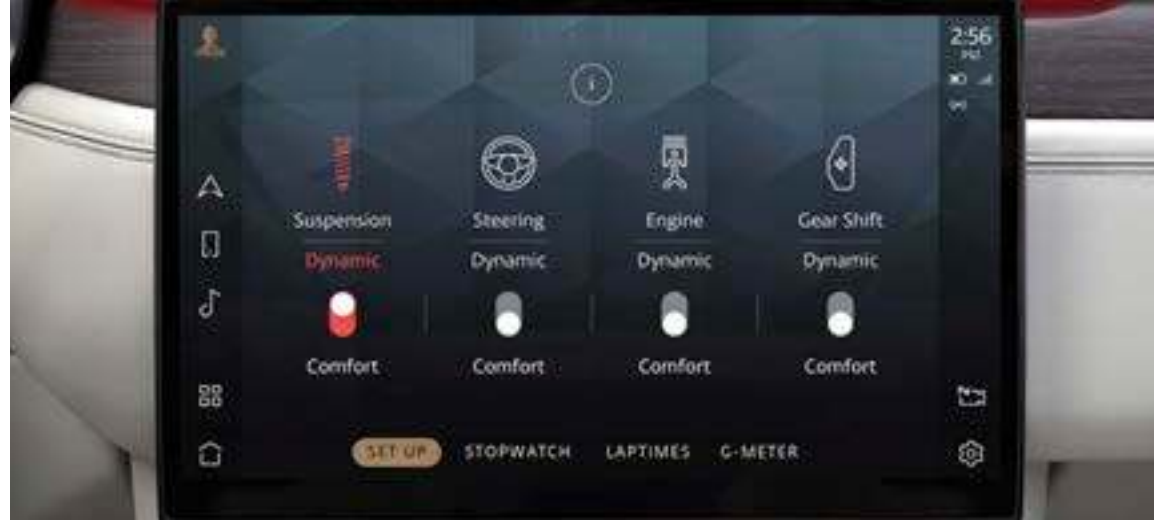 2:56
PM
Suspension Steering Engine Gear Shift
Dynamic Dynamic Dynamic Dynamic
Comfort Comfort Comfort Comfort
SET UP STOPWATCH LAPTIMES G-METER